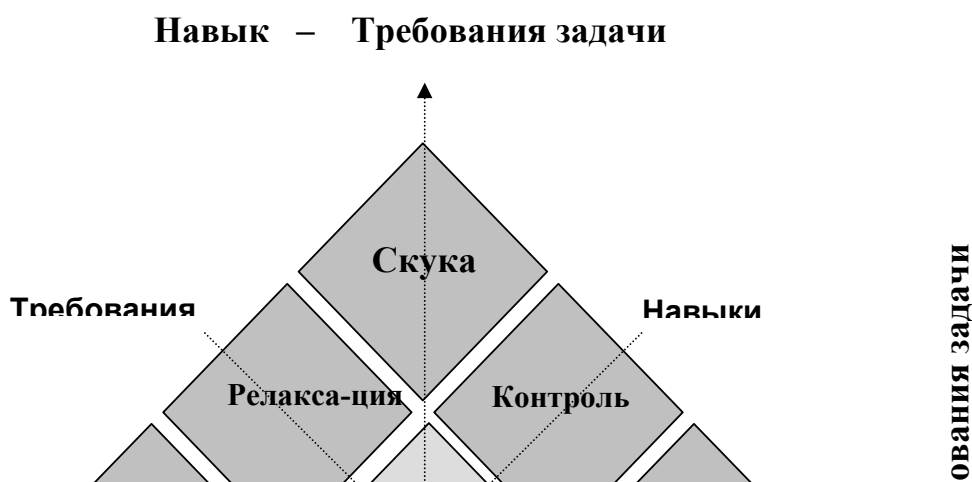 Навык – Требования задачи
Скука
Требования
Навыки
Релакса-ция
Контроль
ования задачи